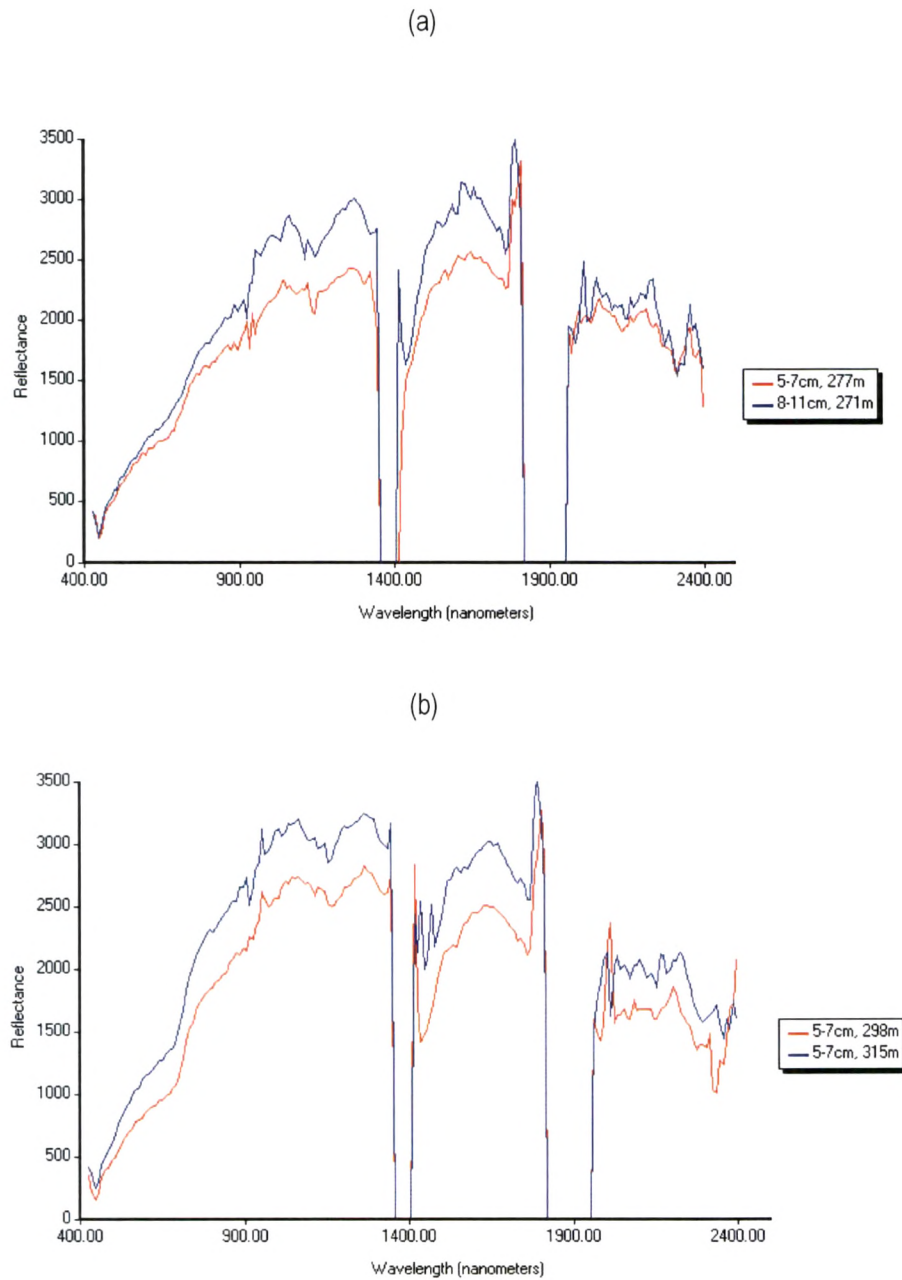 (a)
3500
3000
2500
2000
1500
1000
500
0
Reflectance
400.00 900.00 1400.00 1900.00 2400.00
Wavelength (nanometers)
5-7cm, 277m
8-11cm, 271m
(b)
3500
3000
2500
2000
1500
1000
500
0
Reflectance
400.00 900.00 1400.00 1900.00 2400.00
Wavelength (nanometers)
5-7cm, 298m
5-7cm, 315m